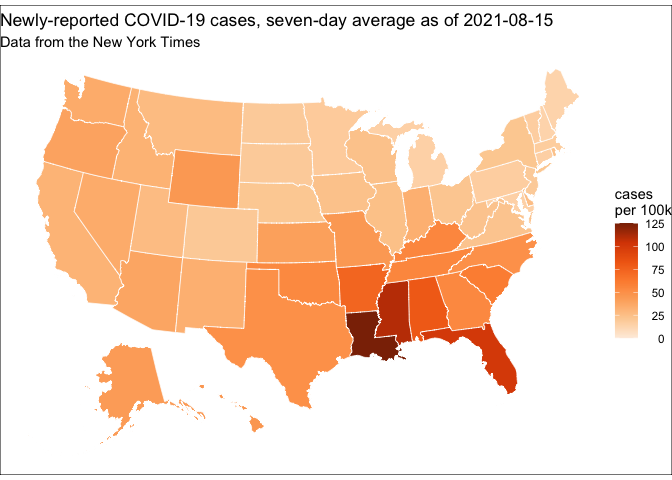 Newly-reported COVID-19 cases, seven-day average as of 2021-08-15
Data from the New York Times
cases
per 100k
125
100
75
50
25
0